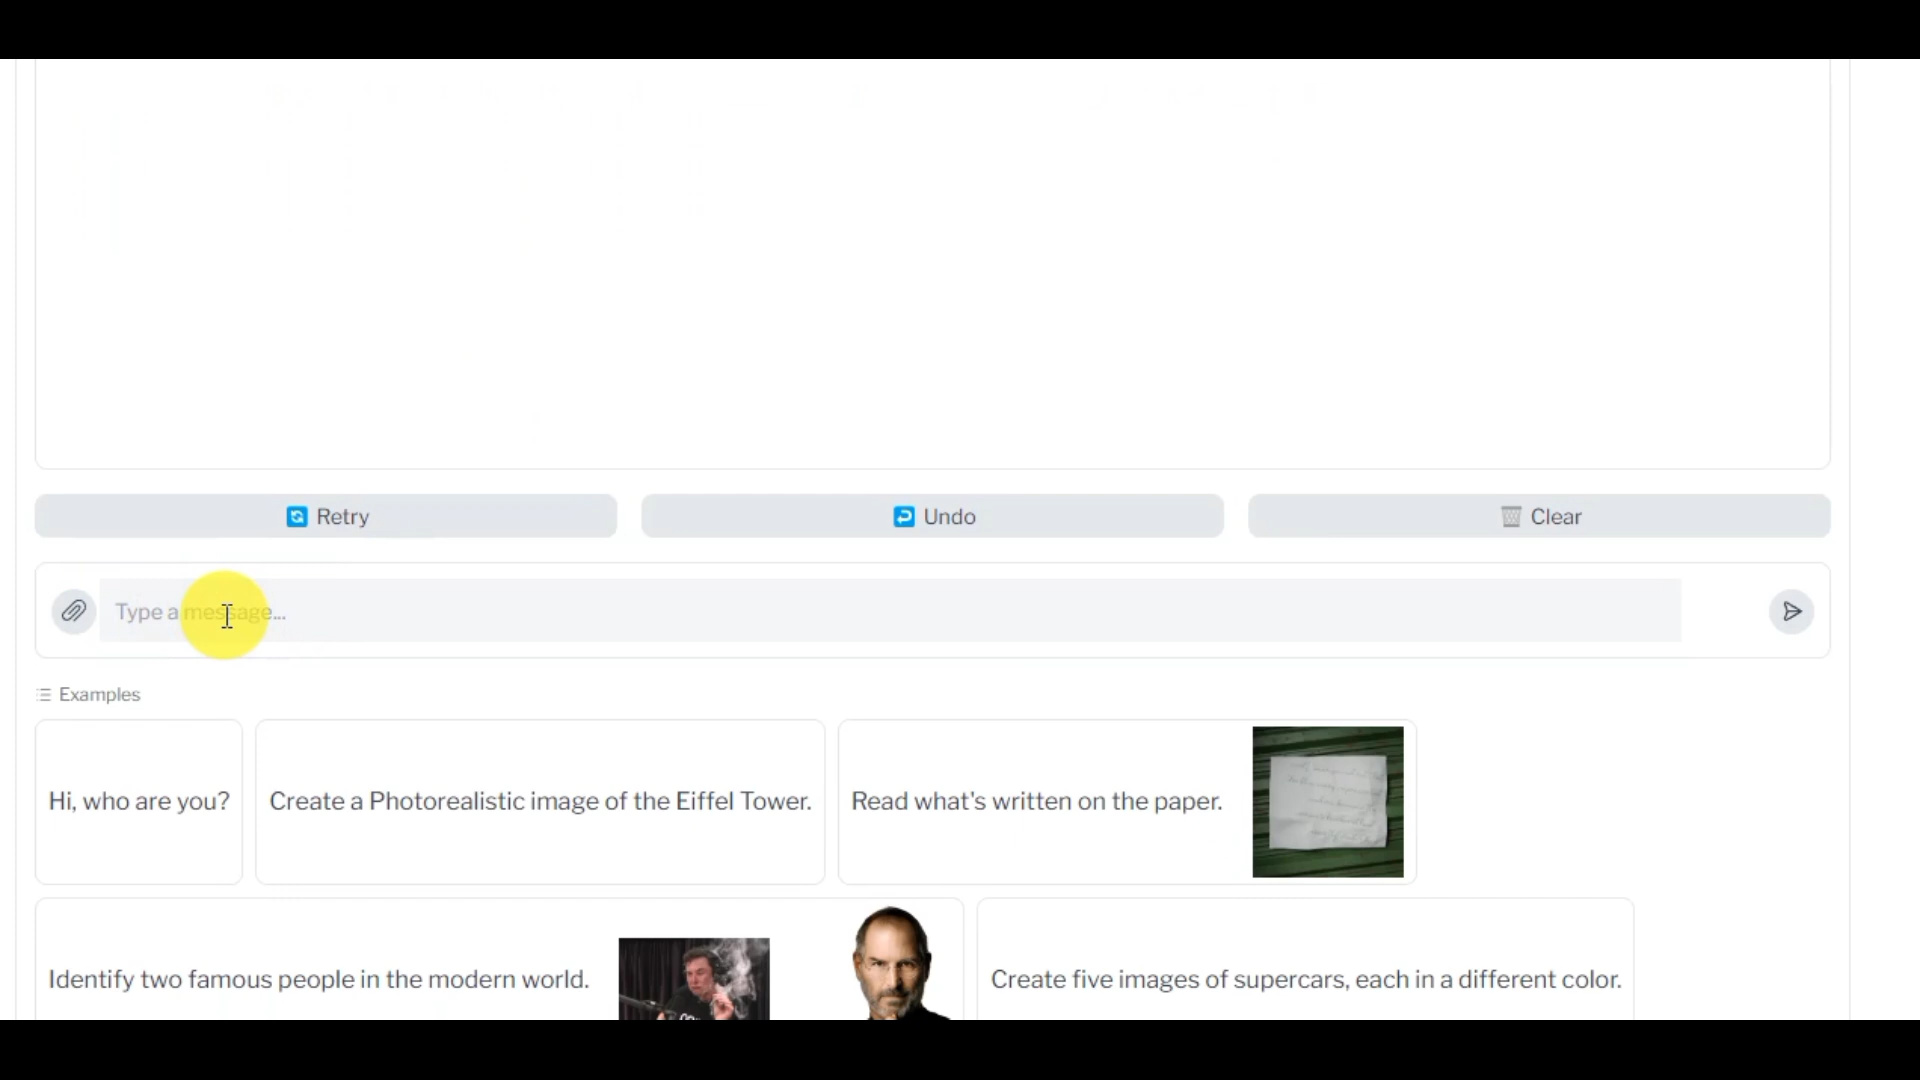 Retry Undo Clear
Type a message...
Examples
Hi, who are you? Create a Photorealistic image of the Eiffel Tower. Read what's written on the paper.
Identify two famous people in the modern world. Create five images of supercars, each in a different color.